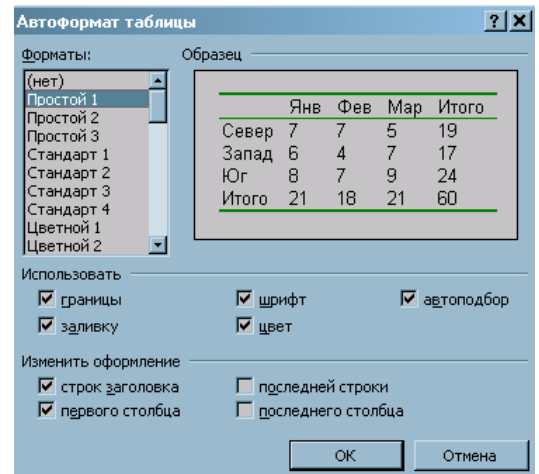 Автоформат таблицы
Форматы:
(нет)
Простой 1
Простой 2
Простой 3
Стандарт 1
Стандарт 2
Стандарт 3
Стандарт 4
Цветной 1
Цветной 2
Образец
Янв Фев Мар Итого
Север 7 7 5 19
Запад 6 4 7 17
Юг 8 7 9 24
Итого 21 18 21 60
Использовать
границы шрифт автоподбор
заливку цвет
Изменить оформление
строк заголовка последней строки
первого столбца последнего столбца
ОК Отмена